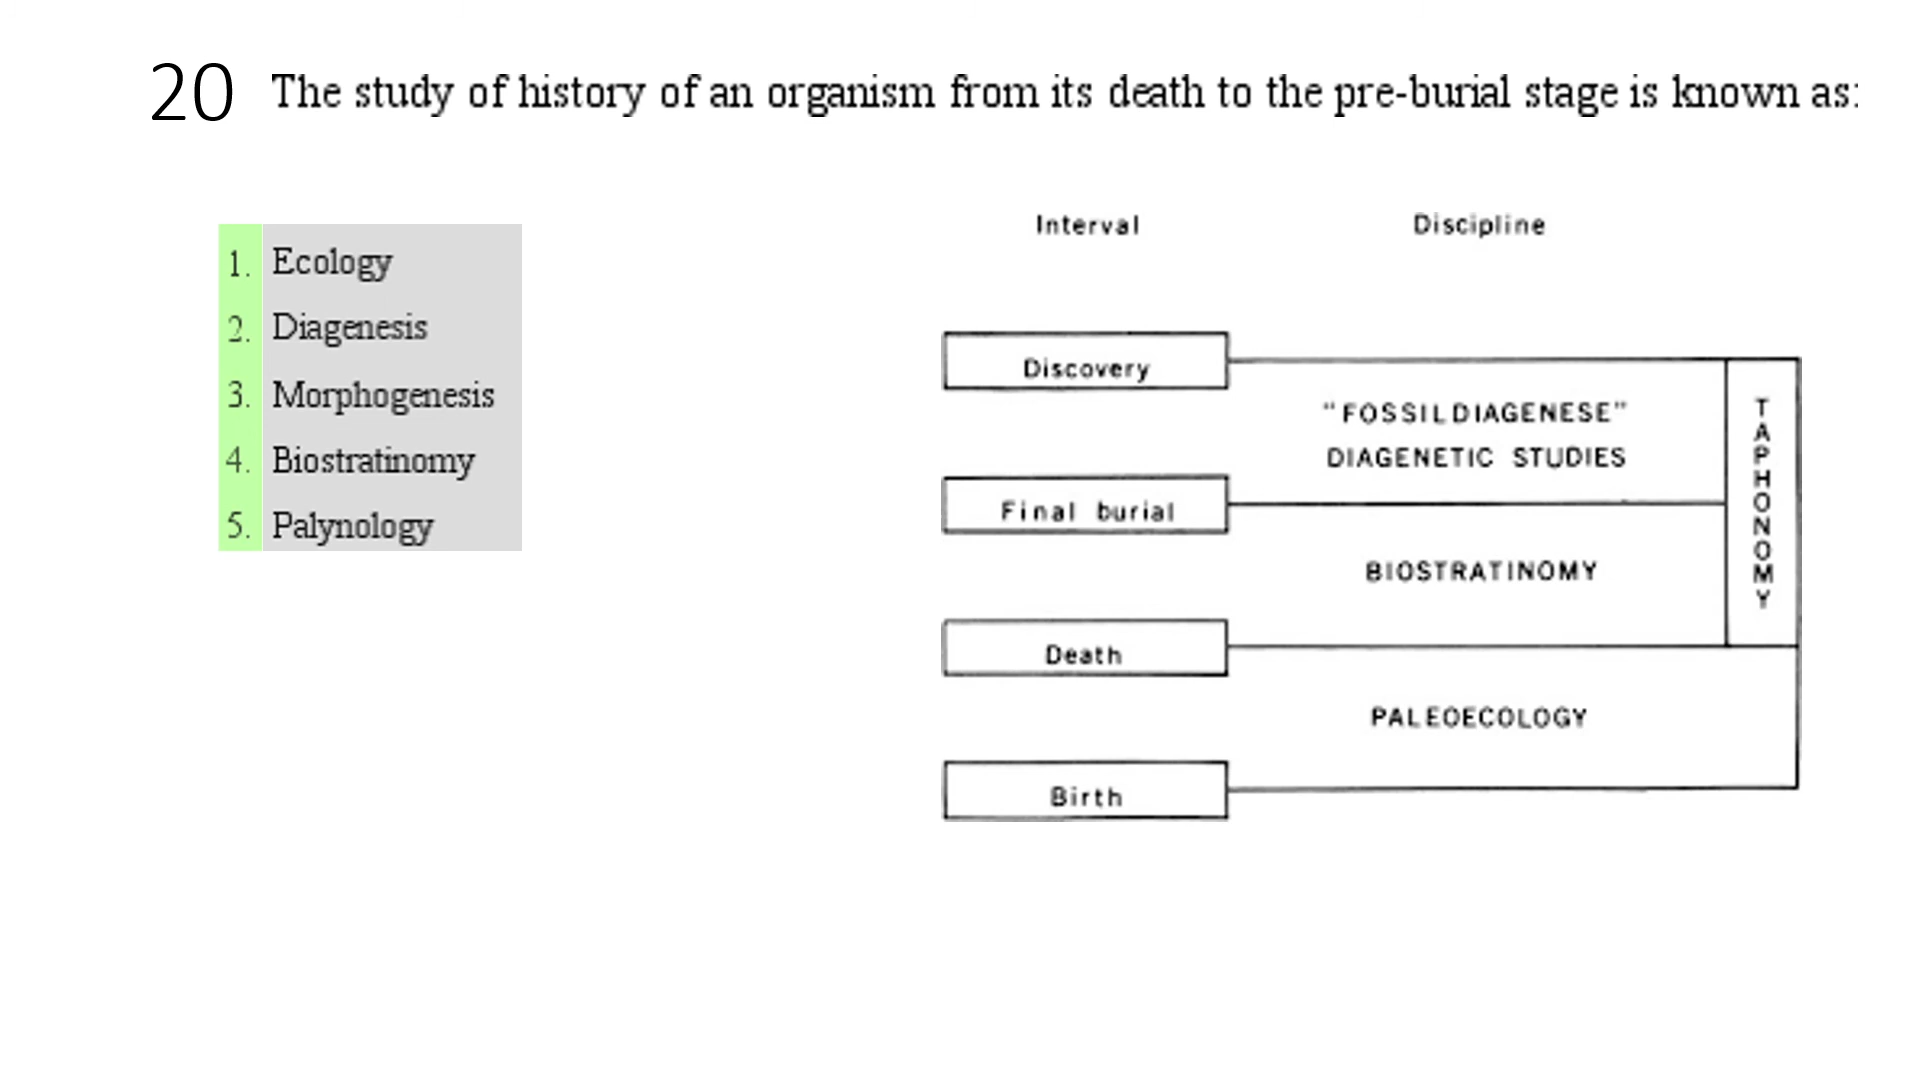 20 The study of history of an organism from its death to the pre-burial stage is known as:
1. Ecology
2. Diagenesis
3. Morphogenesis
4. Biostratinomy
5. Palynology
Interval Discipline
Discovery
"FOSSILDIAGENESE"
DIAGENETIC STUDIES
Final burial
BIOSTRATINOMY
Death
PALEOECOLOGY
Birth
TAPHONOMY